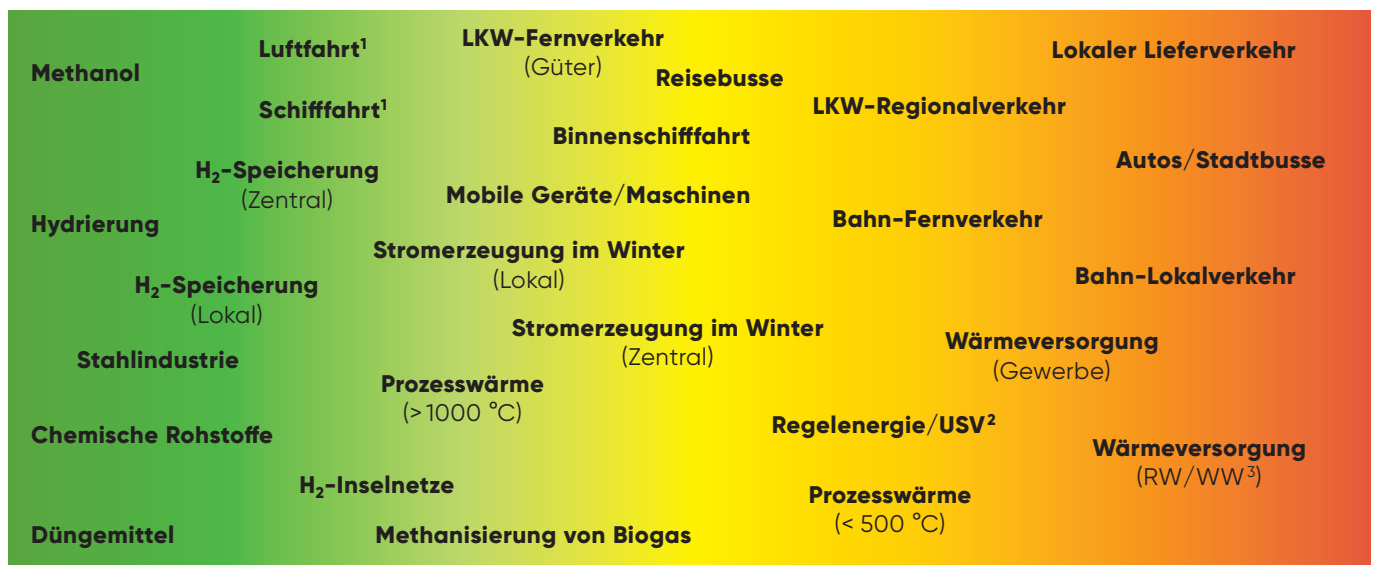 Methanol
Luftfahrt¹
LKW-Fernverkehr
(Güter)
Reisebusse
Lokaler Lieferverkehr
Schifffahrt¹
LKW-Regionalverkehr
Binnenschifffahrt
Autos/Stadtbusse
H₂-Speicherung
(Zentral)
Mobile Geräte/Maschinen
Hydrierung
Bahn-Fernverkehr
Stromerzeugung im Winter
(Lokal)
Bahn-Lokalverkehr
H₂-Speicherung
(Lokal)
Stromerzeugung im Winter
(Zentral)
Wärmeversorgung
(Gewerbe)
Stahlindustrie
Prozesswärme
(>1000 °C)
Chemische Rohstoffe
Regelenergie/USV²
Wärmeversorgung
(RW/WW³)
H₂-Inselnetze
Prozesswärme
(< 500 °C)
Düngemittel
Methanisierung von Biogas